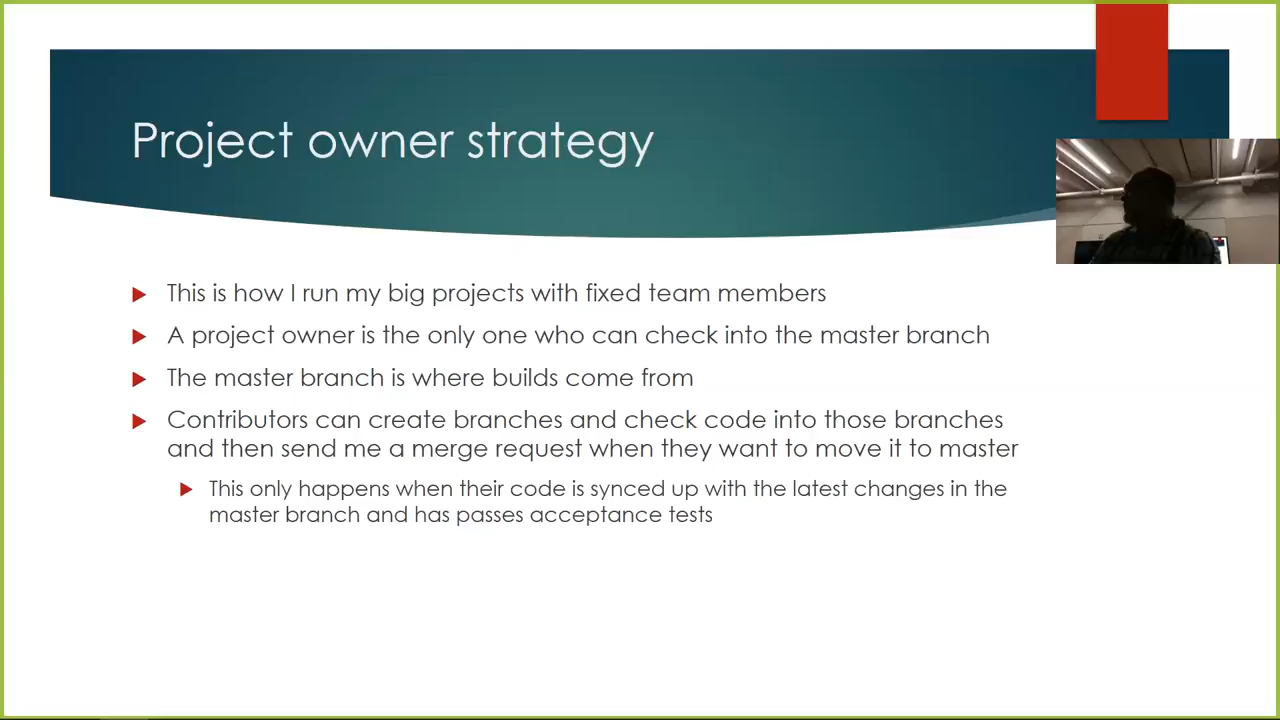 Project owner strategy
This is how I run my big projects with fixed team members
A project owner is the only one who can check into the master branch
The master branch is where builds come from
Contributors can create branches and check code into those branches
and then send me a merge request when they want to move it to master
This only happens when their code is synced up with the latest changes in the
master branch and has passes acceptance tests